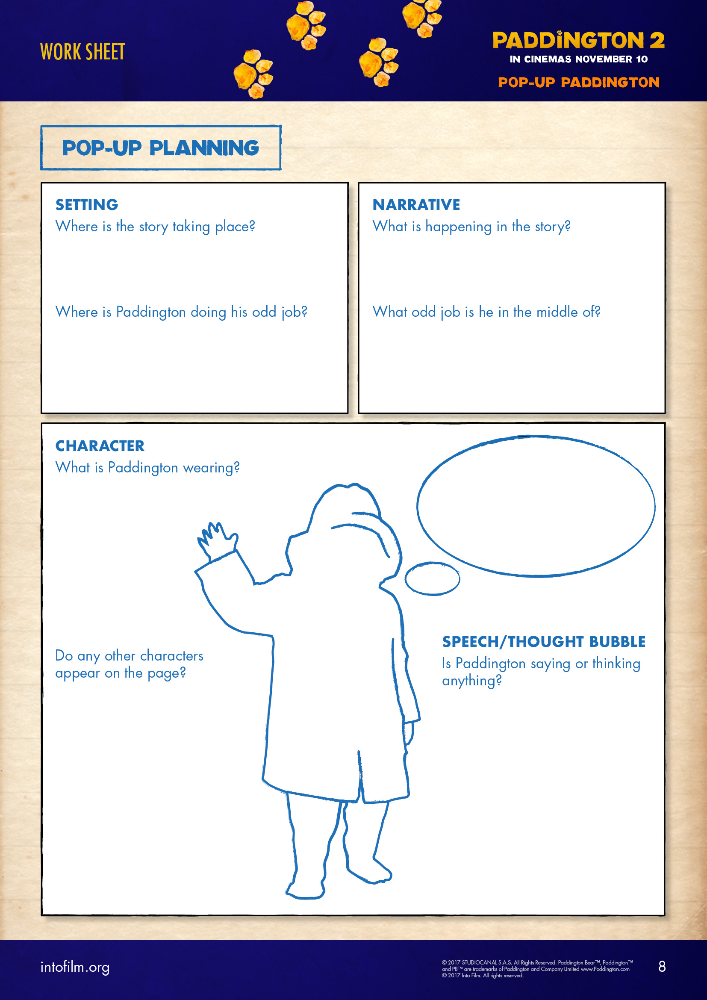 WORK SHEET
PADDINGTON 2
IN CINEMAS NOVEMBER 10
POP-UP PADDINGTON
POP-UP PLANNING
SETTING
Where is the story taking place?
Where is Paddington doing his odd job?
NARRATIVE
What is happening in the story?
What odd job is he in the middle of?
CHARACTER
What is Paddington wearing?
Do any other characters
appear on the page?
SPEECH/THOUGHT BUBBLE
Is Paddington saying or thinking
anything?
intofilm.org
© 2017 STUDIOCANAL S.A.S. All Rights Reserved. Paddington Bear™, Paddington™
and PB™ are trademarks of Paddington and Company Limited www.Paddington.com
© 2017 Into Film. All rights reserved.
8